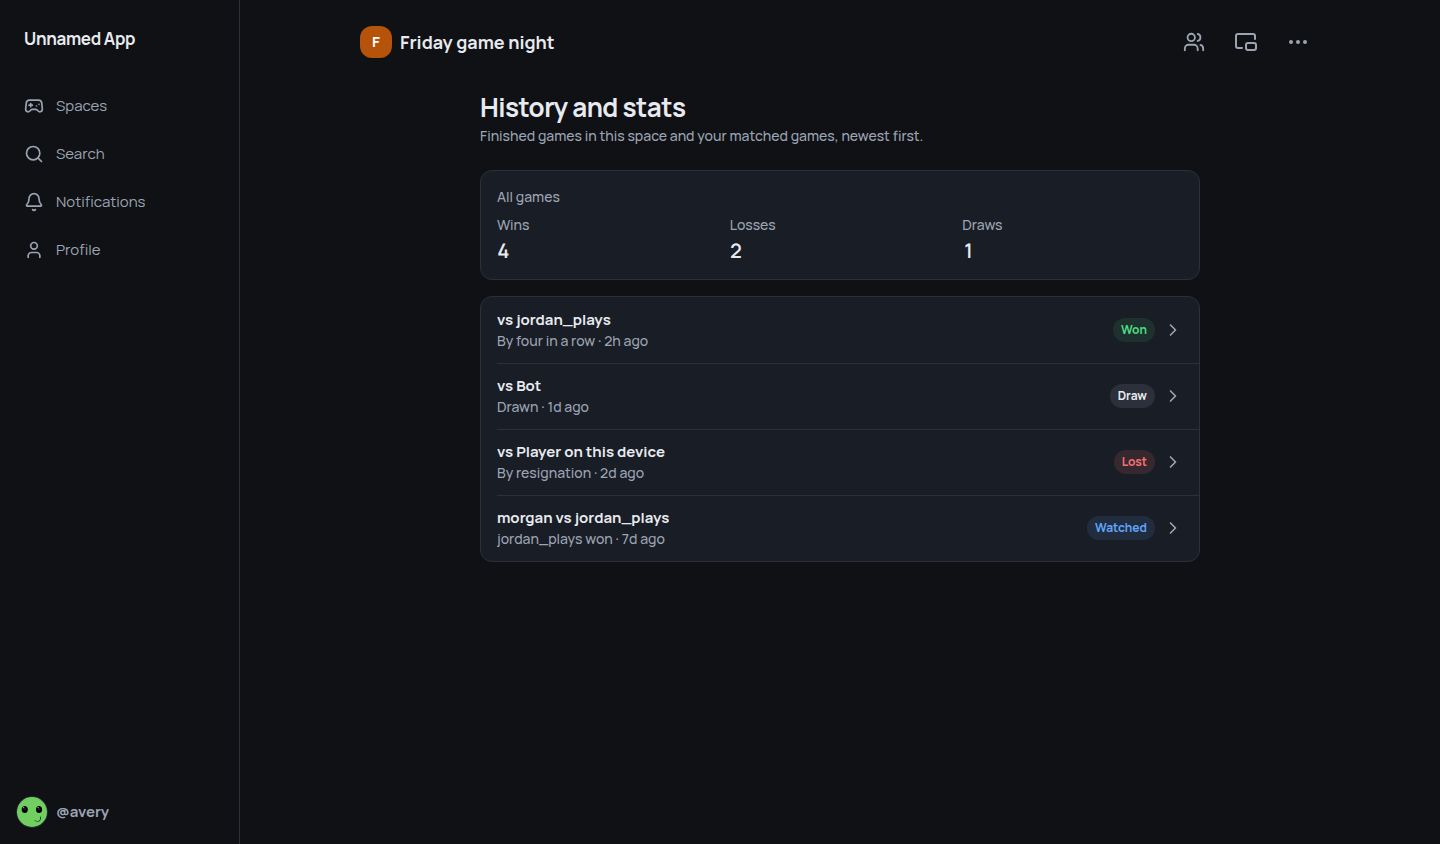 Unnamed App
Spaces
Search
Notifications
Profile
@avery
F
Friday game night
History and stats
Finished games in this space and your matched games, newest first.
All games
Wins
Losses
Draws
4
2
1
vs jordan_plays
By four in a row · 2h ago
Won
vs Bot
Drawn · 1d ago
Draw
vs Player on this device
By resignation · 2d ago
Lost
morgan vs jordan_plays
jordan_plays won · 7d ago
Watched